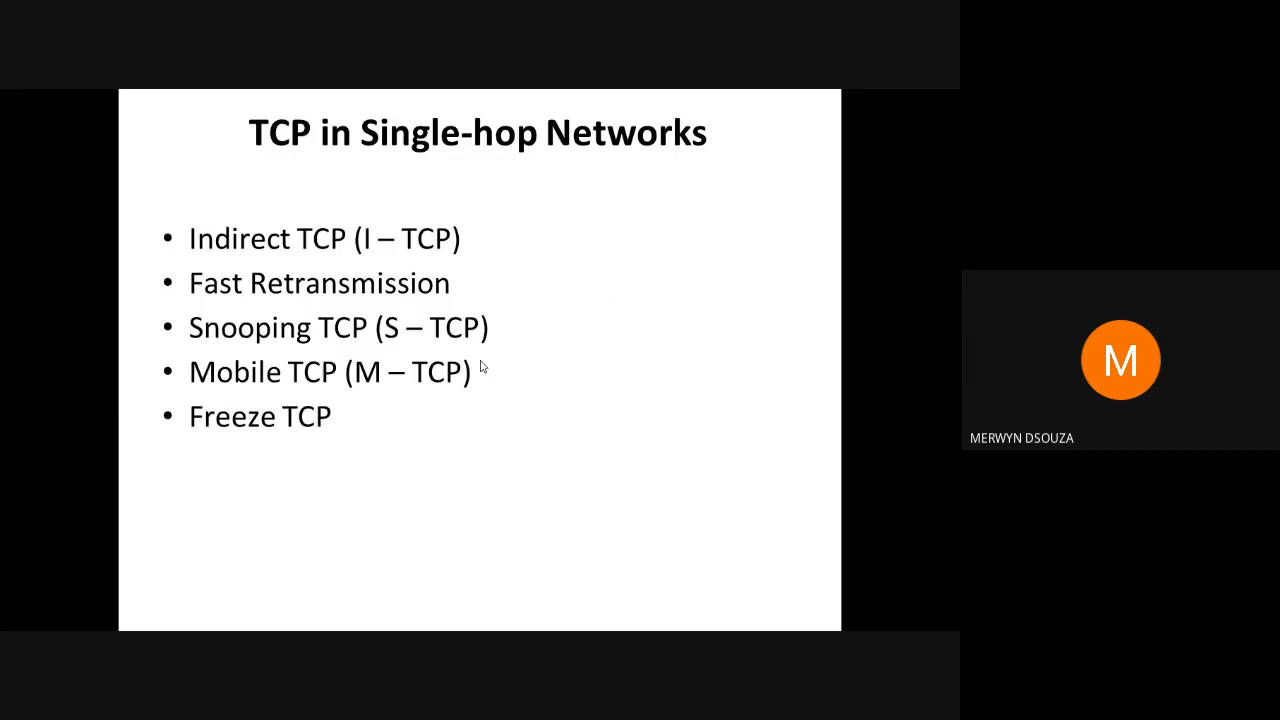 TCP in Single-hop Networks
• Indirect TCP (I – TCP)
• Fast Retransmission
• Snooping TCP (S – TCP)
• Mobile TCP (M – TCP)
• Freeze TCP
M
MERWYN DSOUZA